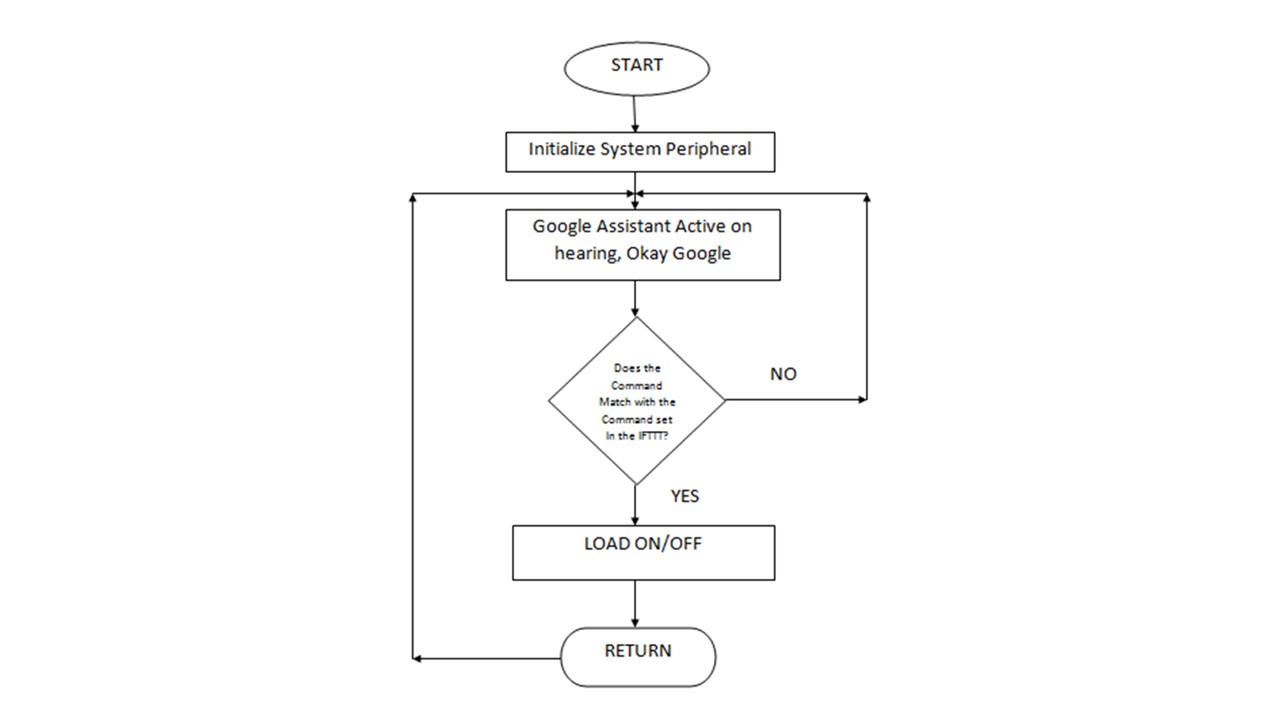 START
Initialize System Peripheral
Google Assistant Active on
hearing, Okay Google
Does the
Command
Match with the
Command set
In the IFTTT?
NO
YES
LOAD ON/OFF
RETURN